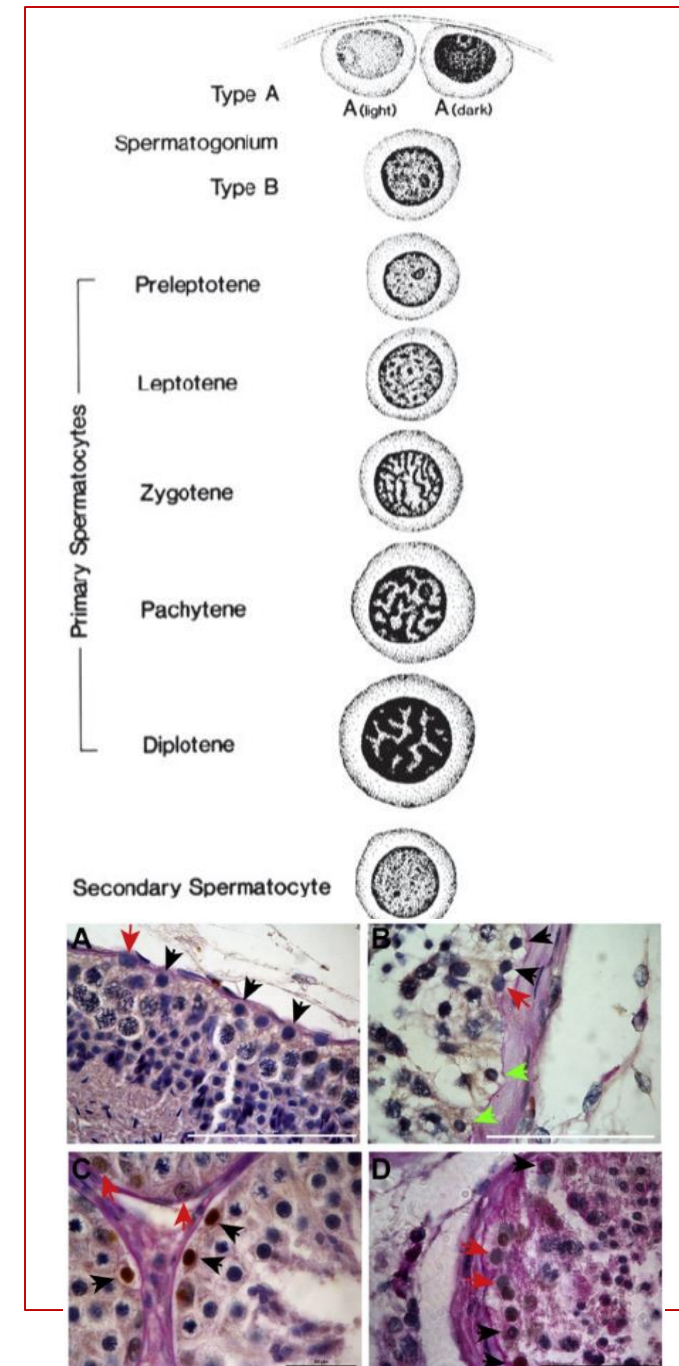 Type A
A(light)
A(dark)
Spermatogonium
Type B
Preleptotene
Leptotene
Zygotene
Primary Spermatocytes
Pachytene
Diplotene
Secondary Spermatocyte
A
B
C
D